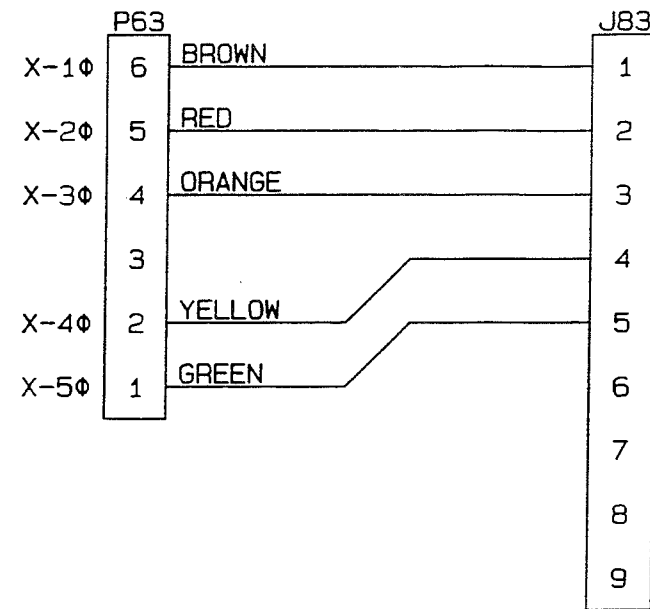 P63 J83
X-1Φ 6 BROWN 1
X-2Φ 5 RED 2
X-3Φ 4 ORANGE 3
3 4
X-4Φ 2 YELLOW 5
X-5Φ 1 GREEN 6
7
8
9